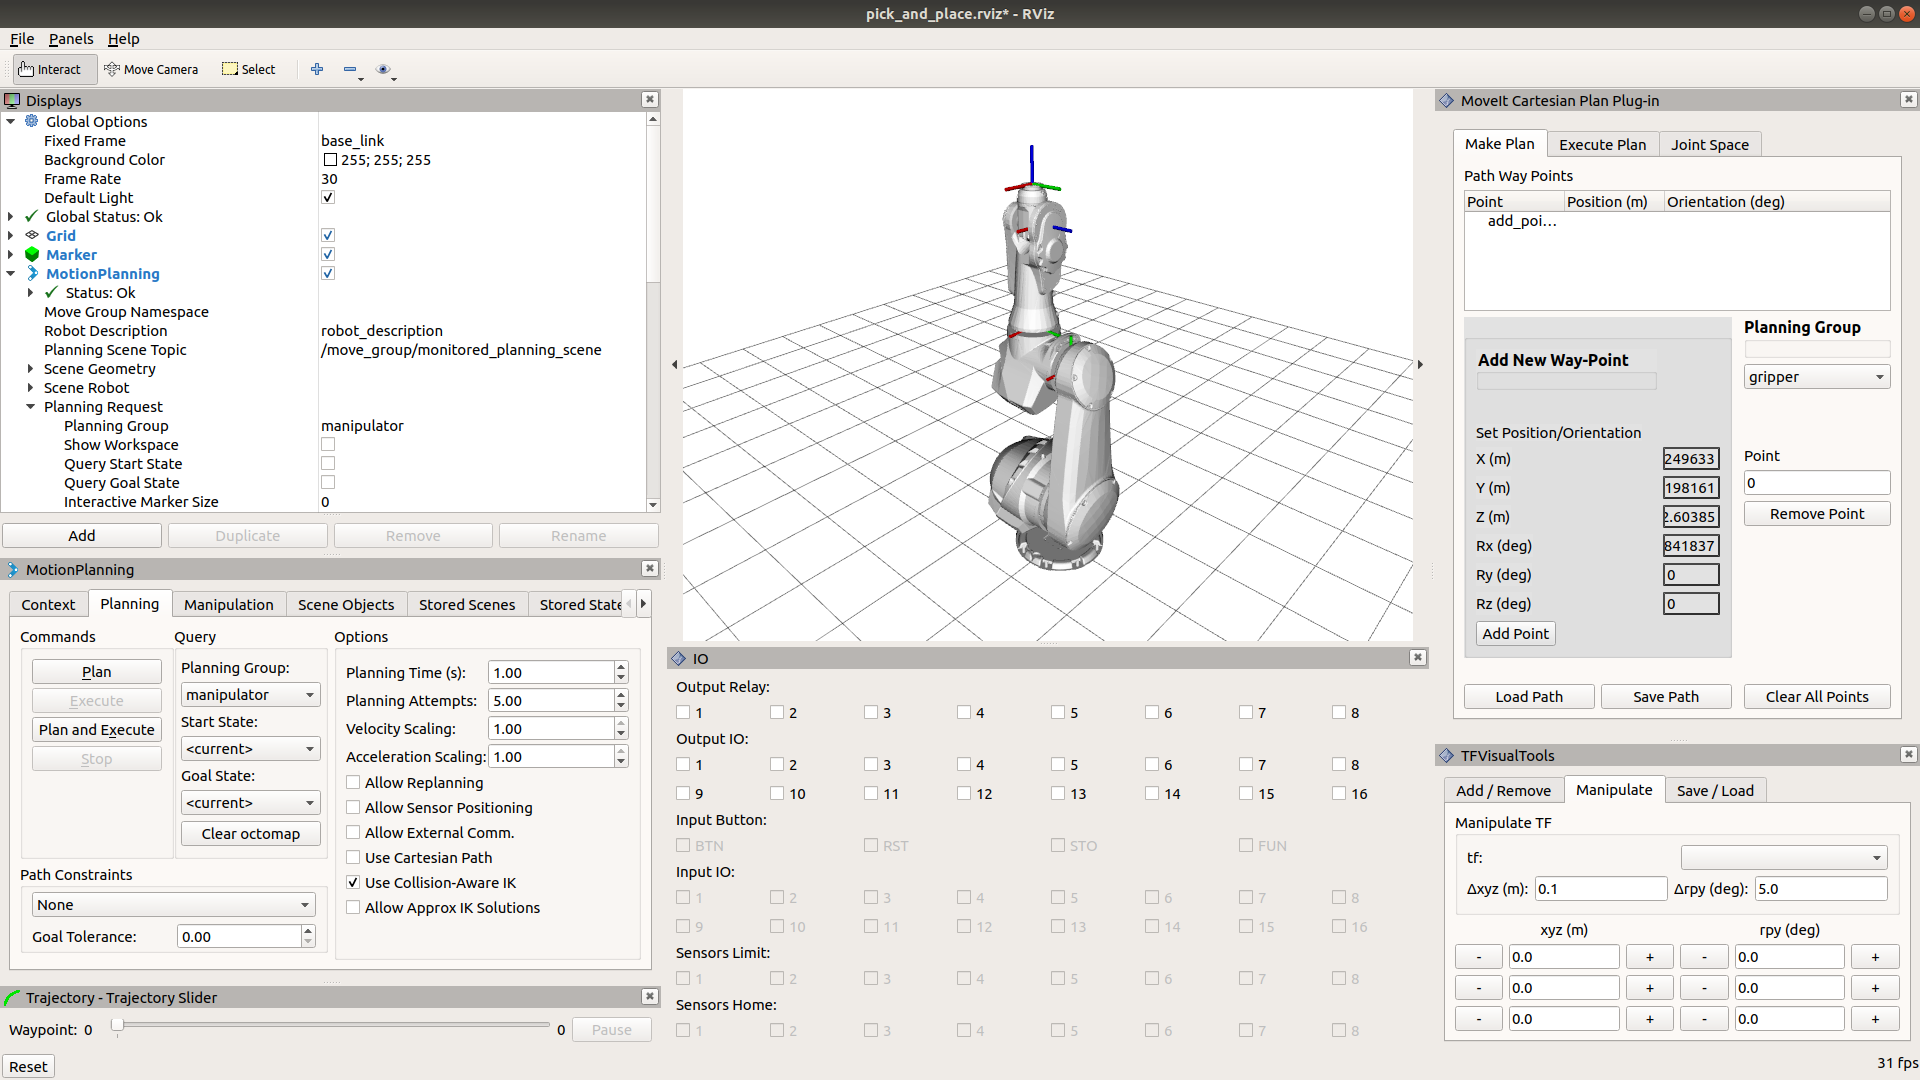 pick_and_place.rviz* - RViz
File Panels Help
Interact Move Camera Select
Displays
Global Options
Fixed Frame base_link
Background Color 255; 255; 255
Frame Rate 30
Default Light
Global Status: Ok
Grid
Marker
MotionPlanning
Status: Ok
Move Group Namespace
Robot Description robot_description
Planning Scene Topic /move_group/monitored_planning_scene
Scene Geometry
Scene Robot
Planning Request
Planning Group manipulator
Show Workspace
Query Start State
Query Goal State
Interactive Marker Size 0
Add Duplicate Remove Rename
MotionPlanning
Context Planning Manipulation Scene Objects Stored Scenes Stored State
Commands Query Options
Plan
Execute
Plan and Execute
Stop
Planning Group:
manipulator
Start State:
<current>
Goal State:
<current>
Clear octomap
Planning Time (s): 1.00
Planning Attempts: 5.00
Velocity Scaling: 1.00
Acceleration Scaling: 1.00
Allow Replanning
Allow Sensor Positioning
Allow External Comm.
Use Cartesian Path
Use Collision-Aware IK
Allow Approx IK Solutions
Path Constraints
None
Goal Tolerance: 0.00
Trajectory - Trajectory Slider
Waypoint: 0 0 Pause
Reset
IO
Output Relay:
1 2 3 4 5 6 7 8
Output IO:
1 2 3 4 5 6 7 8
9 10 11 12 13 14 15 16
Input Button:
BTN RST STO FUN
Input IO:
1 2 3 4 5 6 7 8
9 10 11 12 13 14 15 16
Sensors Limit:
1 2 3 4 5 6 7 8
Sensors Home:
1 2 3 4 5 6 7 8
MoveIt Cartesian Plan Plug-in
Make Plan Execute Plan Joint Space
Path Way Points
Point Position (m) Orientation (deg)
add_poi...
Add New Way-Point
Set Position/Orientation
X (m) 249633
Y (m) 198161
Z (m) 2.60385
Rx (deg) 841837
Ry (deg) 0
Rz (deg) 0
Add Point
Planning Group
gripper
Point
0
Remove Point
Load Path Save Path Clear All Points
TFVisualTools
Add / Remove Manipulate Save / Load
Manipulate TF
tf:
Δxyz (m): 0.1 Δrpy (deg): 5.0
xyz (m) rpy (deg)
- 0.0 + - 0.0 +
- 0.0 + - 0.0 +
- 0.0 + - 0.0 +
31 fps